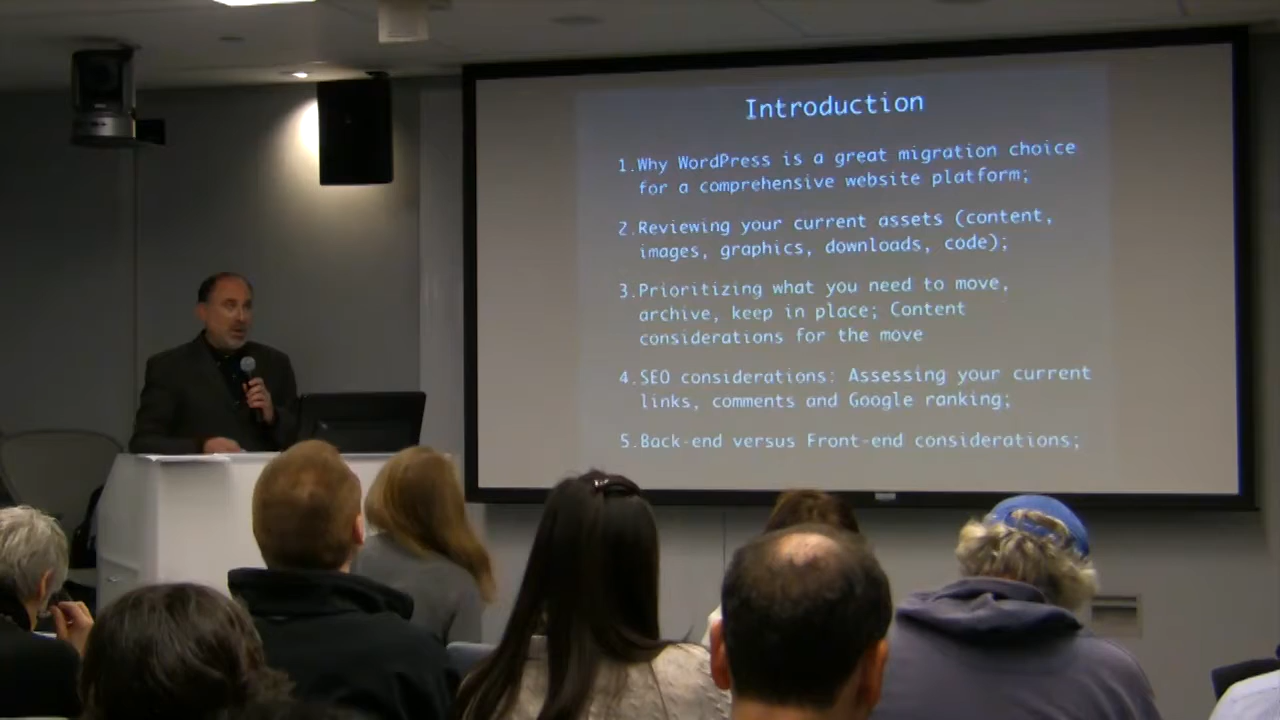 Introduction
1.Why WordPress is a great migration choice
for a comprehensive website platform;
2.Reviewing your current assets (content,
images, graphics, downloads, code);
3.Prioritizing what you need to move,
archive, keep in place; Content
considerations for the move
4.SEO considerations: Assessing your current
links, comments and Google ranking;
5.Back-end versus Front-end considerations;